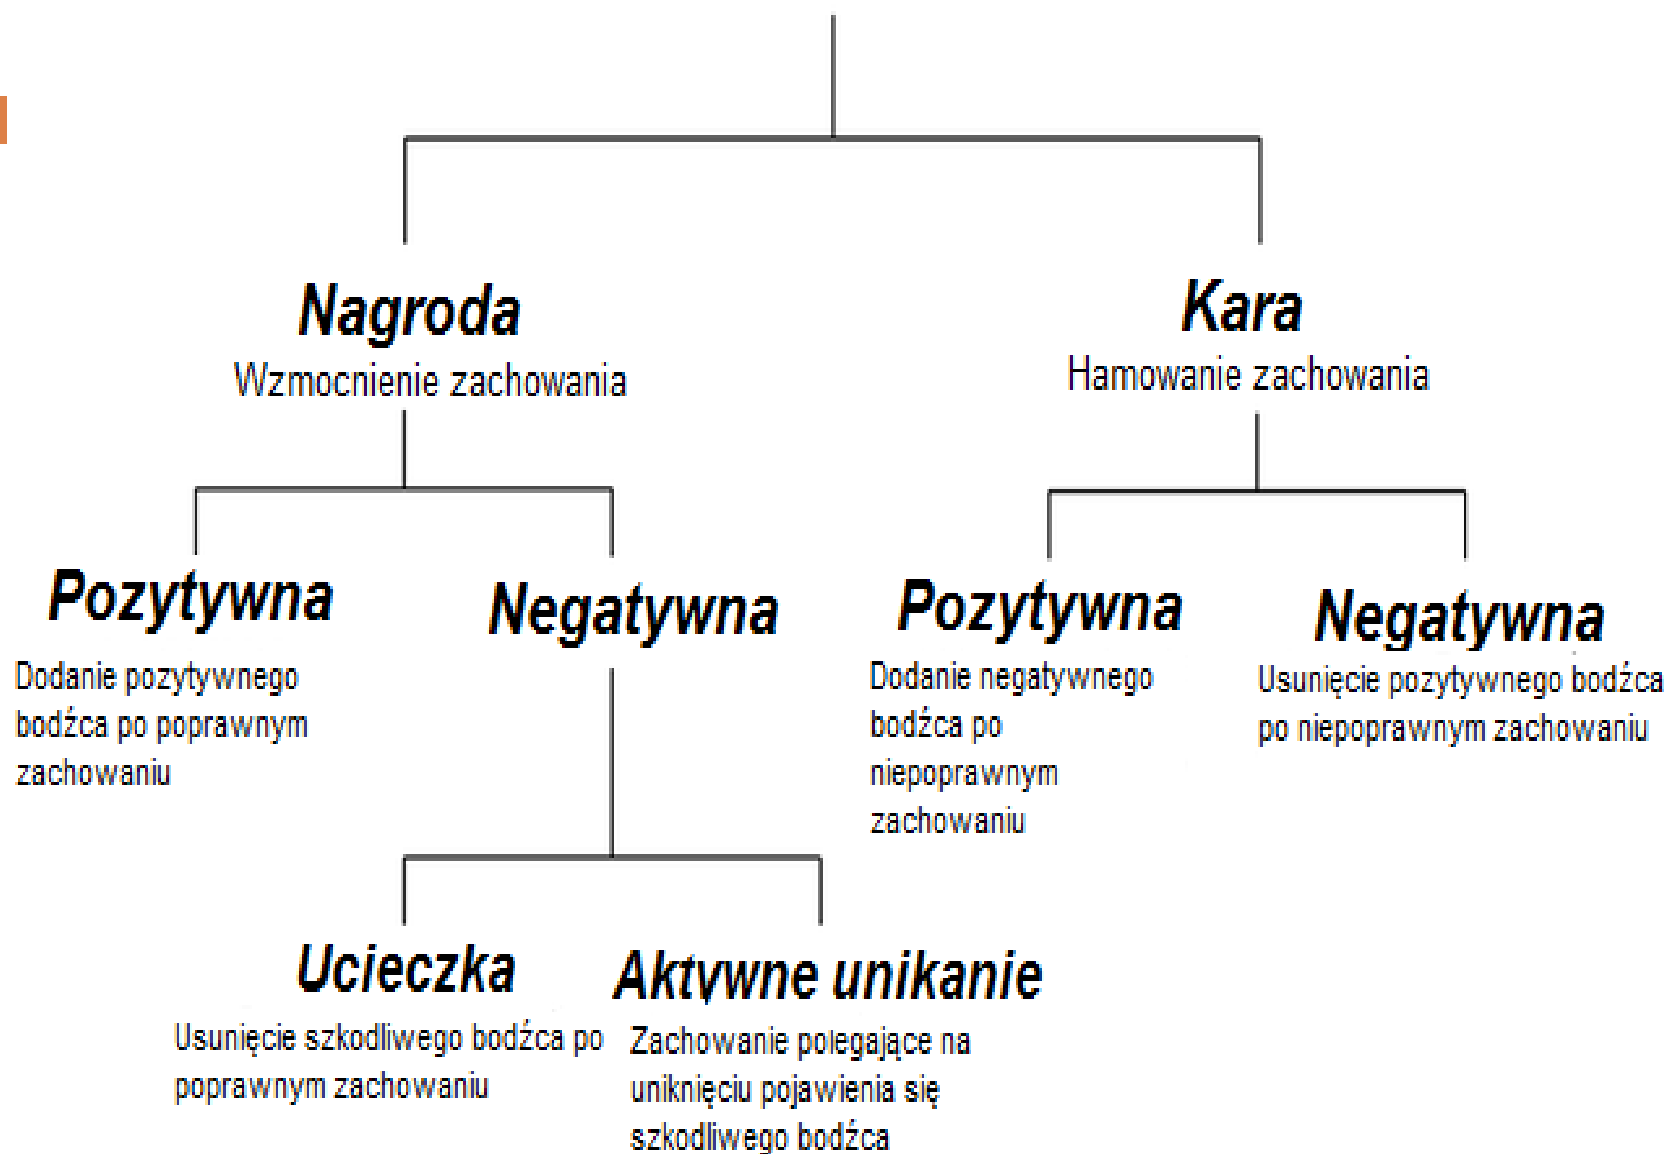 Nagroda
Wzmocnienie zachowania
Kara
Hamowanie zachowania
Pozytywna
Dodanie pozytywnego
bodźca po poprawnym
zachowaniu
Negatywna
Pozytywna
Dodanie negatywnego
bodźca po
niepoprawnym
zachowaniu
Negatywna
Usunięcie pozytywnego bodźca
po niepoprawnym zachowaniu
Ucieczka
Usunięcie szkodliwego bodźca po
poprawnym zachowaniu
Aktywne unikanie
Zachowanie polegające na
uniknięciu pojawienia się
szkodliwego bodźca